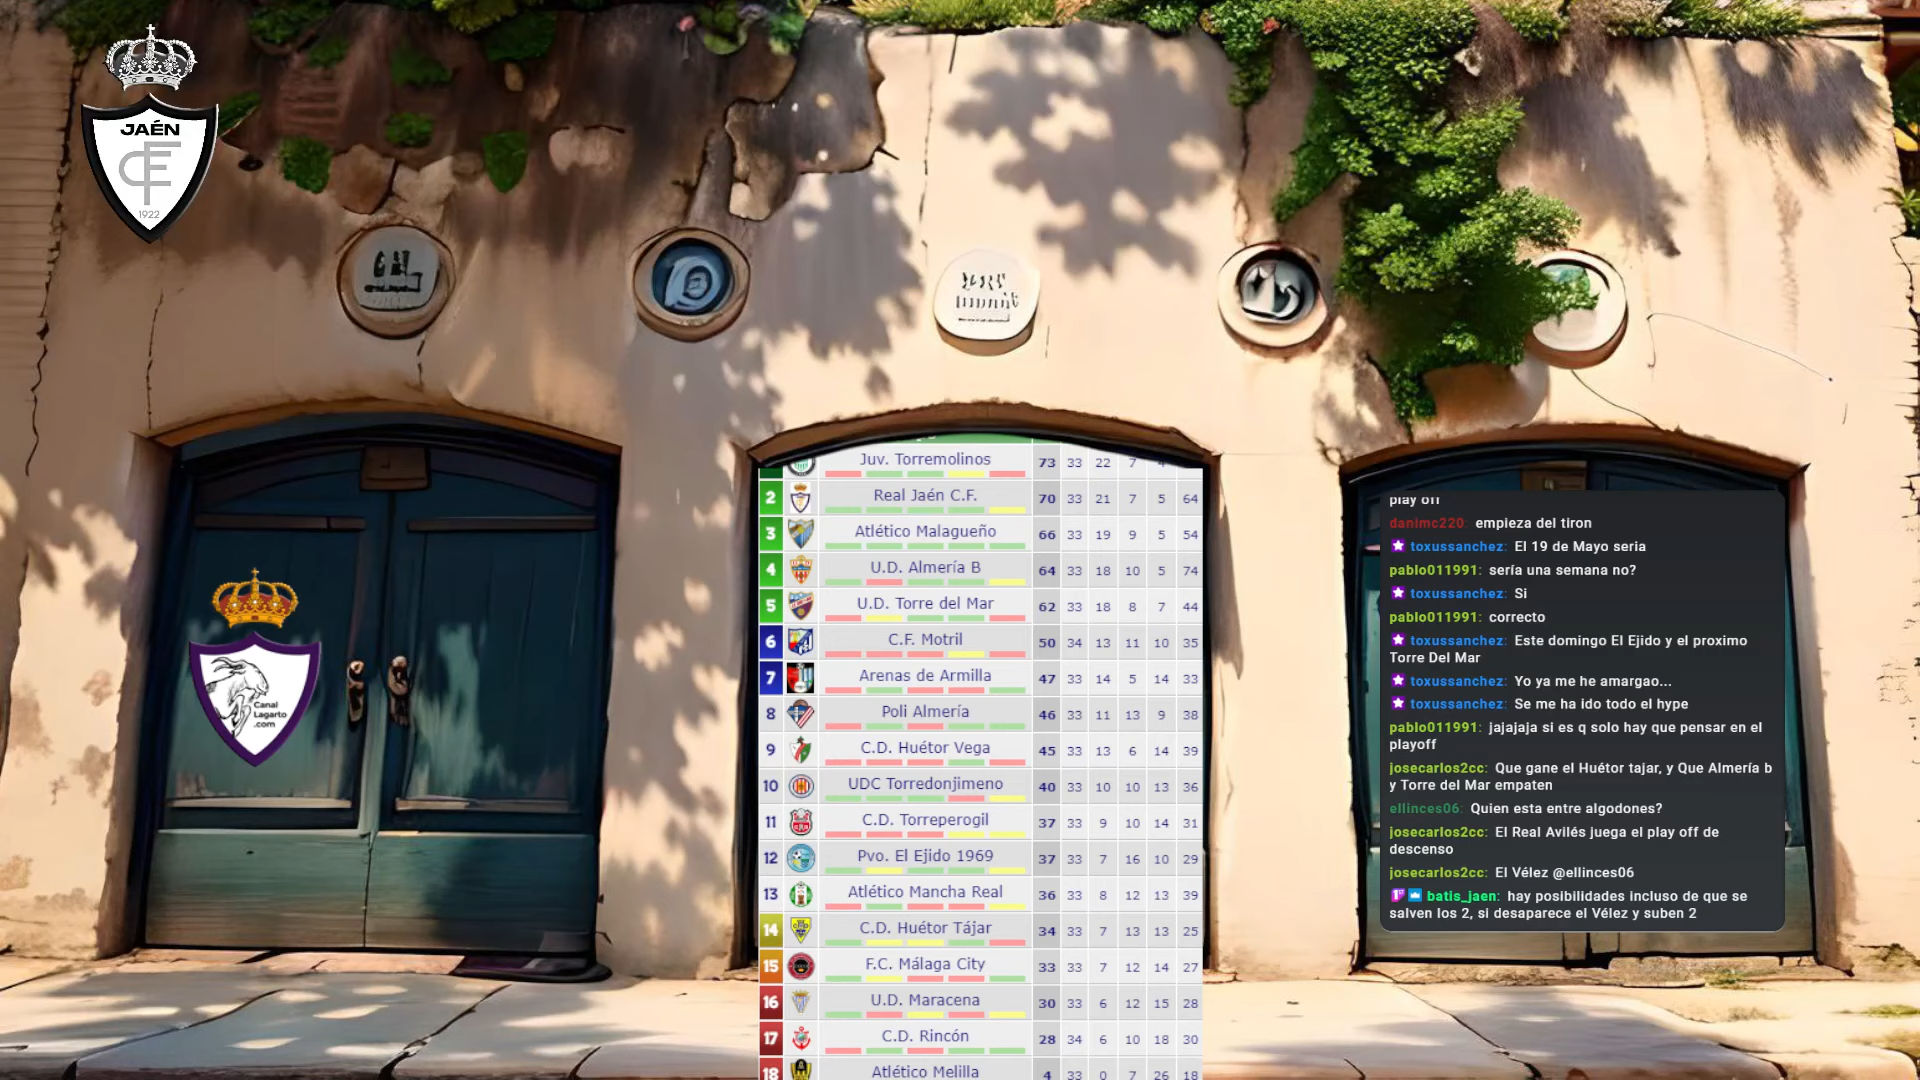 JAÉN
CF
1922
Canal
Lagarto
.com
Juv. Torremolinos 73 33 22 7
2 Real Jaén C.F. 70 33 21 7 5 64
3 Atlético Malagueño 66 33 19 9 5 54
4 U.D. Almería B 64 33 18 10 5 74
5 U.D. Torre del Mar 62 33 18 8 7 44
6 C.F. Motril 50 34 13 11 10 35
7 Arenas de Armilla 47 33 14 5 14 33
8 Poli Almería 46 33 11 13 9 38
9 C.D. Huétor Vega 45 33 13 6 14 39
10 UDC Torredonjimeno 40 33 10 10 13 36
11 C.D. Torreperogil 37 33 9 10 14 31
12 Pvo. El Ejido 1969 37 33 7 16 10 29
13 Atlético Mancha Real 36 33 8 12 13 39
14 C.D. Huétor Tájar 34 33 7 13 13 25
15 F.C. Málaga City 33 33 7 12 14 27
16 U.D. Maracena 30 33 6 12 15 28
17 C.D. Rincón 28 34 6 10 18 30
18 Atlético Melilla 4 33 0 7 26 18
play off
danimc220: empieza del tiron
toxussanchez: El 19 de Mayo seria
pablo011991: sería una semana no?
toxussanchez: Si
pablo011991: correcto
toxussanchez: Este domingo El Ejido y el proximo
Torre Del Mar
toxussanchez: Yo ya me he amargao...
toxussanchez: Se me ha ido todo el hype
pablo011991: jajajaja si es q solo hay que pensar en el
playoff
josecarlos2cc: Que gane el Huétor tajar, y Que Almería b
y Torre del Mar empaten
ellinces06: Quien esta entre algodones?
josecarlos2cc: El Real Avilés juega el play off de
descenso
josecarlos2cc: El Vélez @ellinces06
batis_jaen: hay posibilidades incluso de que se
salven los 2, si desaparece el Vélez y suben 2